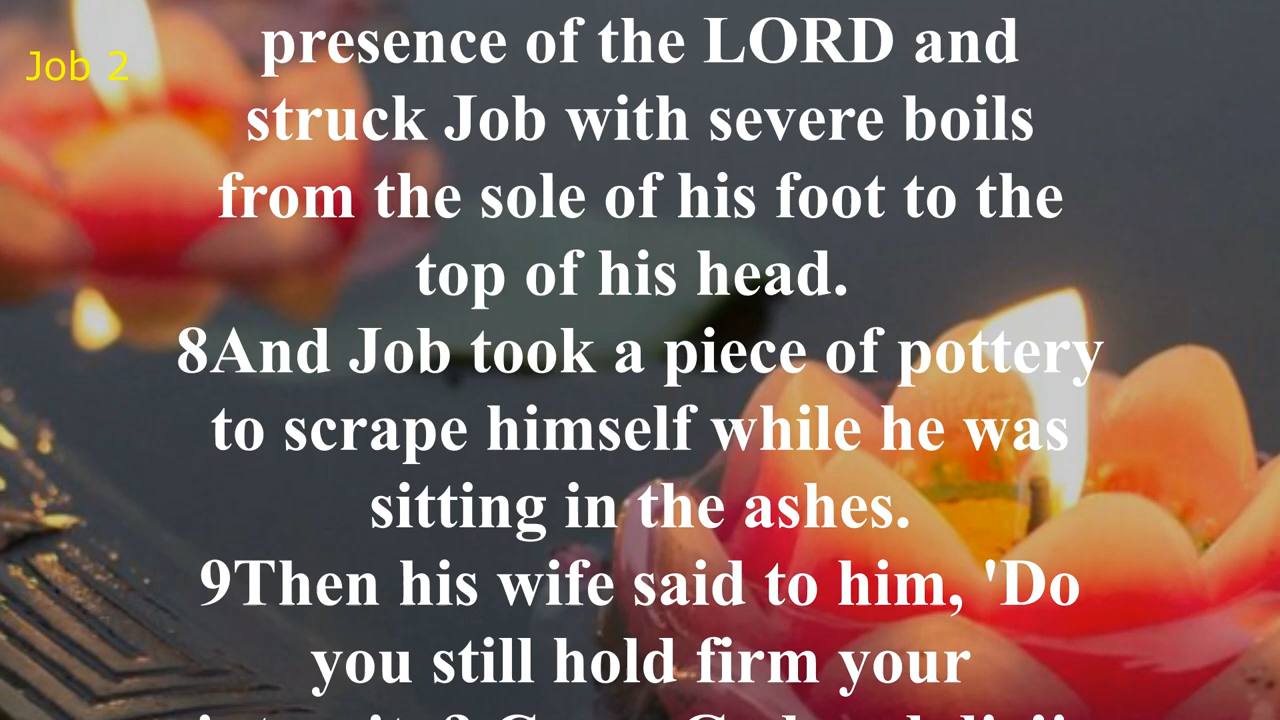 Job 2
presence of the LORD and
struck Job with severe boils
from the sole of his foot to the
top of his head.
8And Job took a piece of pottery
to scrape himself while he was
sitting in the ashes.
9Then his wife said to him, 'Do
you still hold firm your